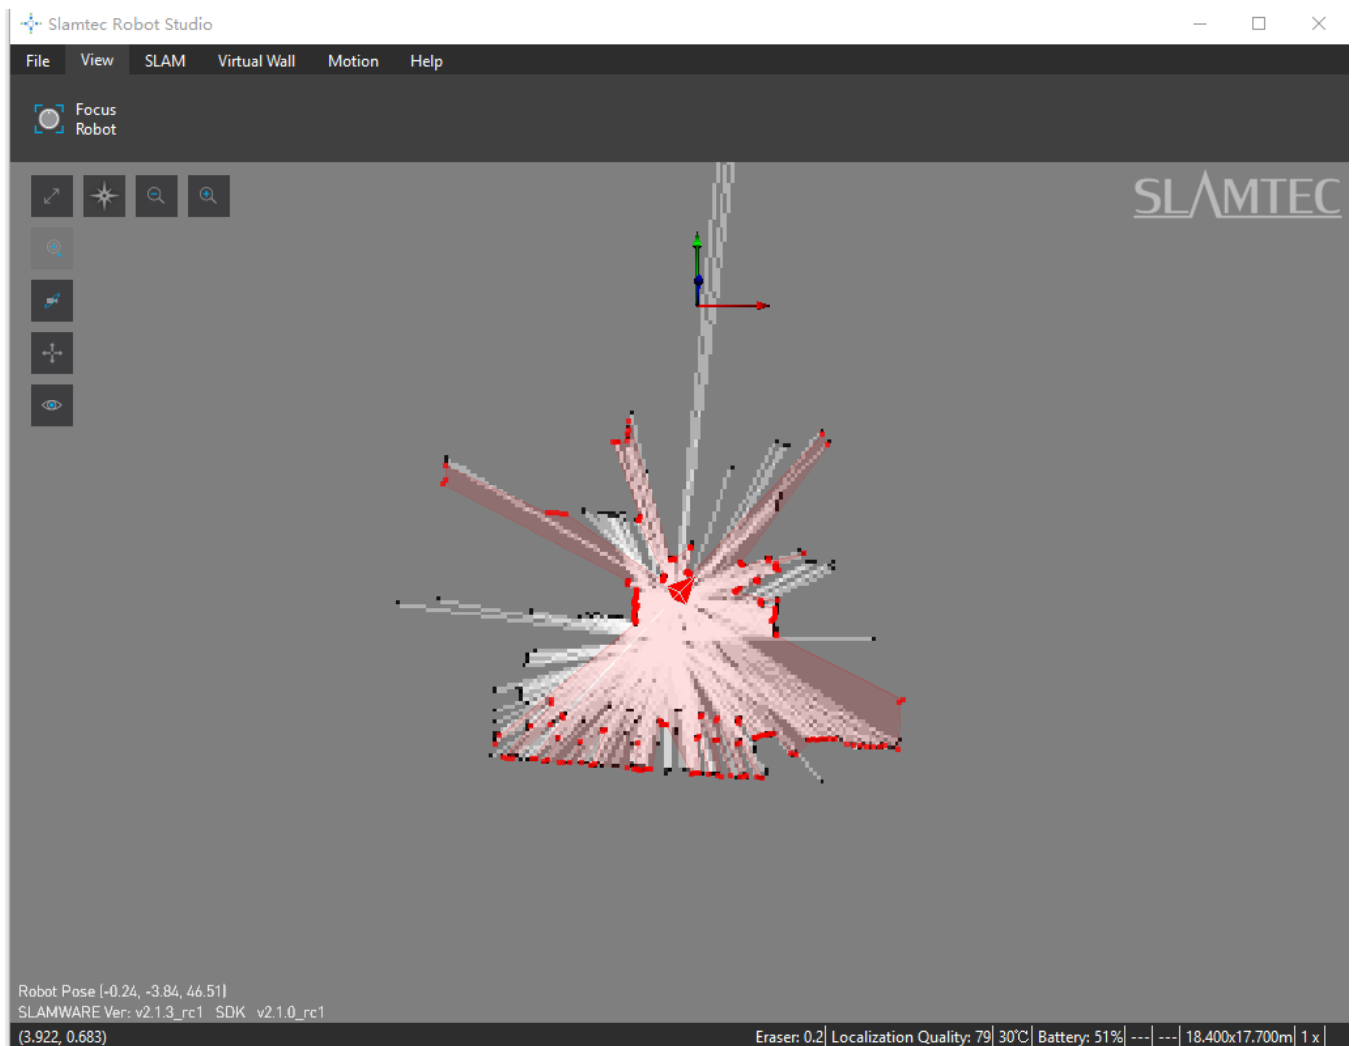 Slamtec Robot Studio
File View SLAM Virtual Wall Motion Help
Focus
Robot
SLAMTEC
Robot Pose [-0.24, -3.84, 46.51]
SLAMWARE Ver: v2.1.3_rc1 SDK v2.1.0_rc1
(3.922, 0.683) Eraser: 0.2| Localization Quality: 79| 30℃| Battery: 51%| ---| ---| 18.400x17.700m| 1 x|